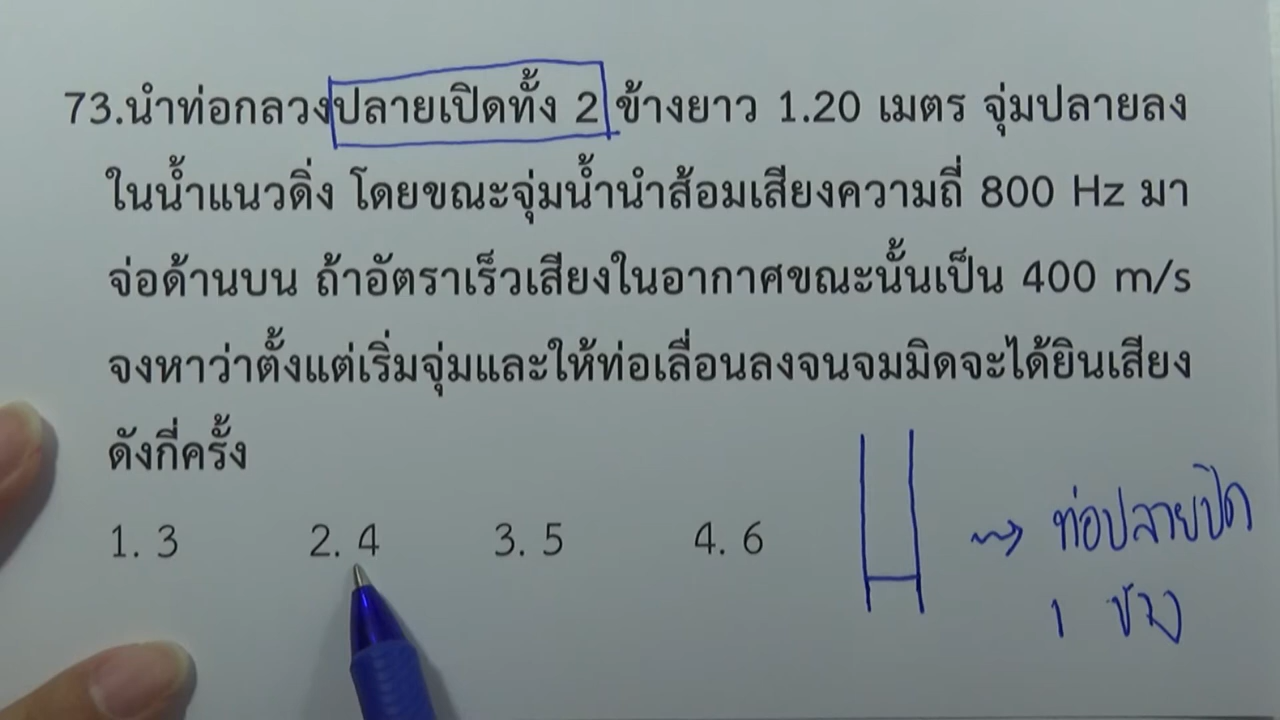 73.นำท่อกลวงปลายเปิดทั้ง 2 ข้างยาว 1.20 เมตร จุ่มปลายลง
ในน้ำแนวดิ่ง โดยขณะจุ่มน้ำนำส้อมเสียงความถี่ 800 Hz มา
จ่อด้านบน ถ้าอัตราเร็วเสียงในอากาศขณะนั้นเป็น 400 m/s
จงหาว่าตั้งแต่เริ่มจุ่มและให้ท่อเลื่อนลงจนจมมิดจะได้ยินเสียง
ดังกี่ครั้ง
1. 3 2. 4 3. 5 4. 6
ท่อปลายปิด
1 ข้าง